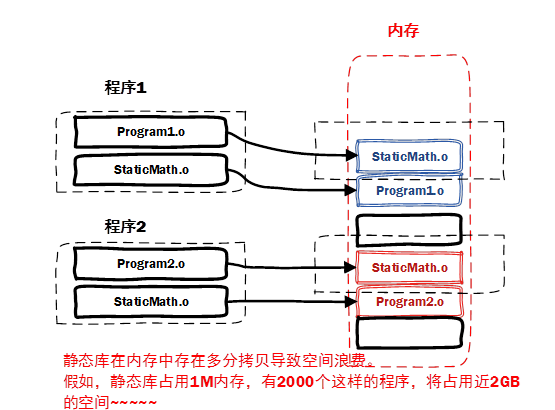 内存
程序1
Program1.o
StaticMath.o
StaticMath.o
Program1.o
程序2
Program2.o
StaticMath.o
StaticMath.o
Program2.o
静态库在内存中存在多分拷贝导致空间浪费。
假如，静态库占用1M内存，有2000个这样的程序，将占用近2GB
的空间~~~~~